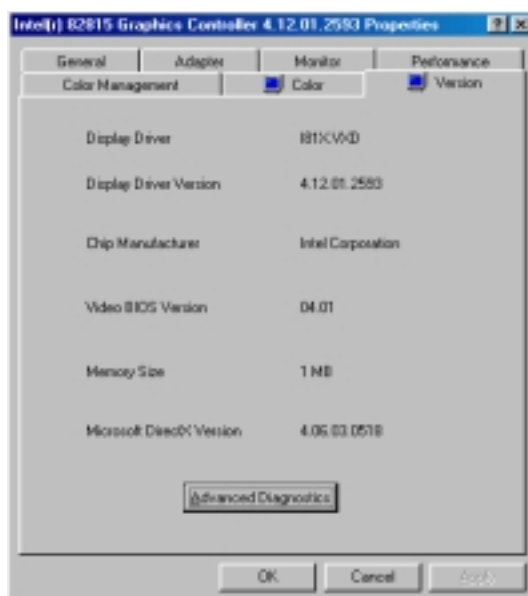 Intel(r) 82815 Graphics Controller 4.12.01.2593 Properties
General Adapter Monitor Performance
Color Management Color Version
Display Driver I81X.VXD
Display Driver Version 4.12.01.2593
Chip Manufacturer Intel Corporation
Video BIOS Version 04.01
Memory Size 1 MB
Microsoft DirectX Version 4.06.03.0518
Advanced Diagnostics
OK Cancel Apply